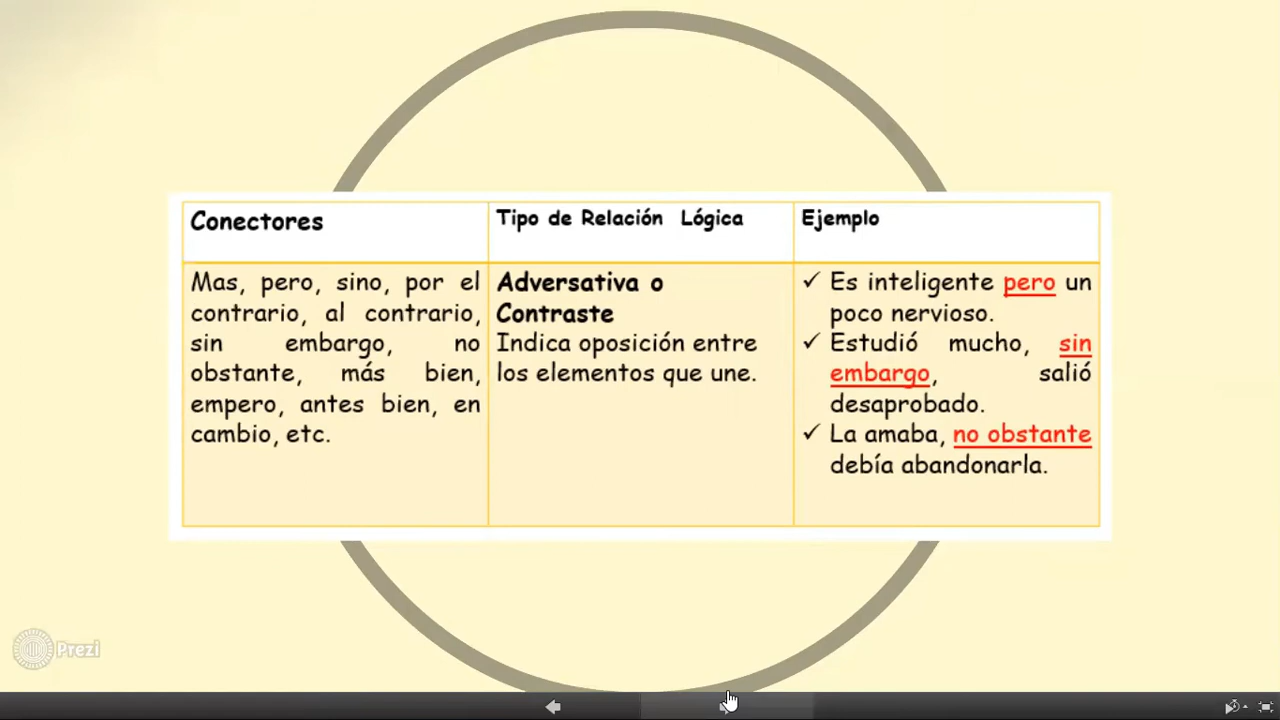 Conectores
Tipo de Relación Lógica
Ejemplo
Mas, pero, sino, por el
contrario, al contrario,
sin embargo, no
obstante, más bien,
empero, antes bien, en
cambio, etc.
Adversativa o
Contraste
Indica oposición entre
los elementos que une.
✓ Es inteligente pero un
poco nervioso.
✓ Estudió mucho, sin
embargo, salió
desaprobado.
✓ La amaba, no obstante
debía abandonarla.
Prezi